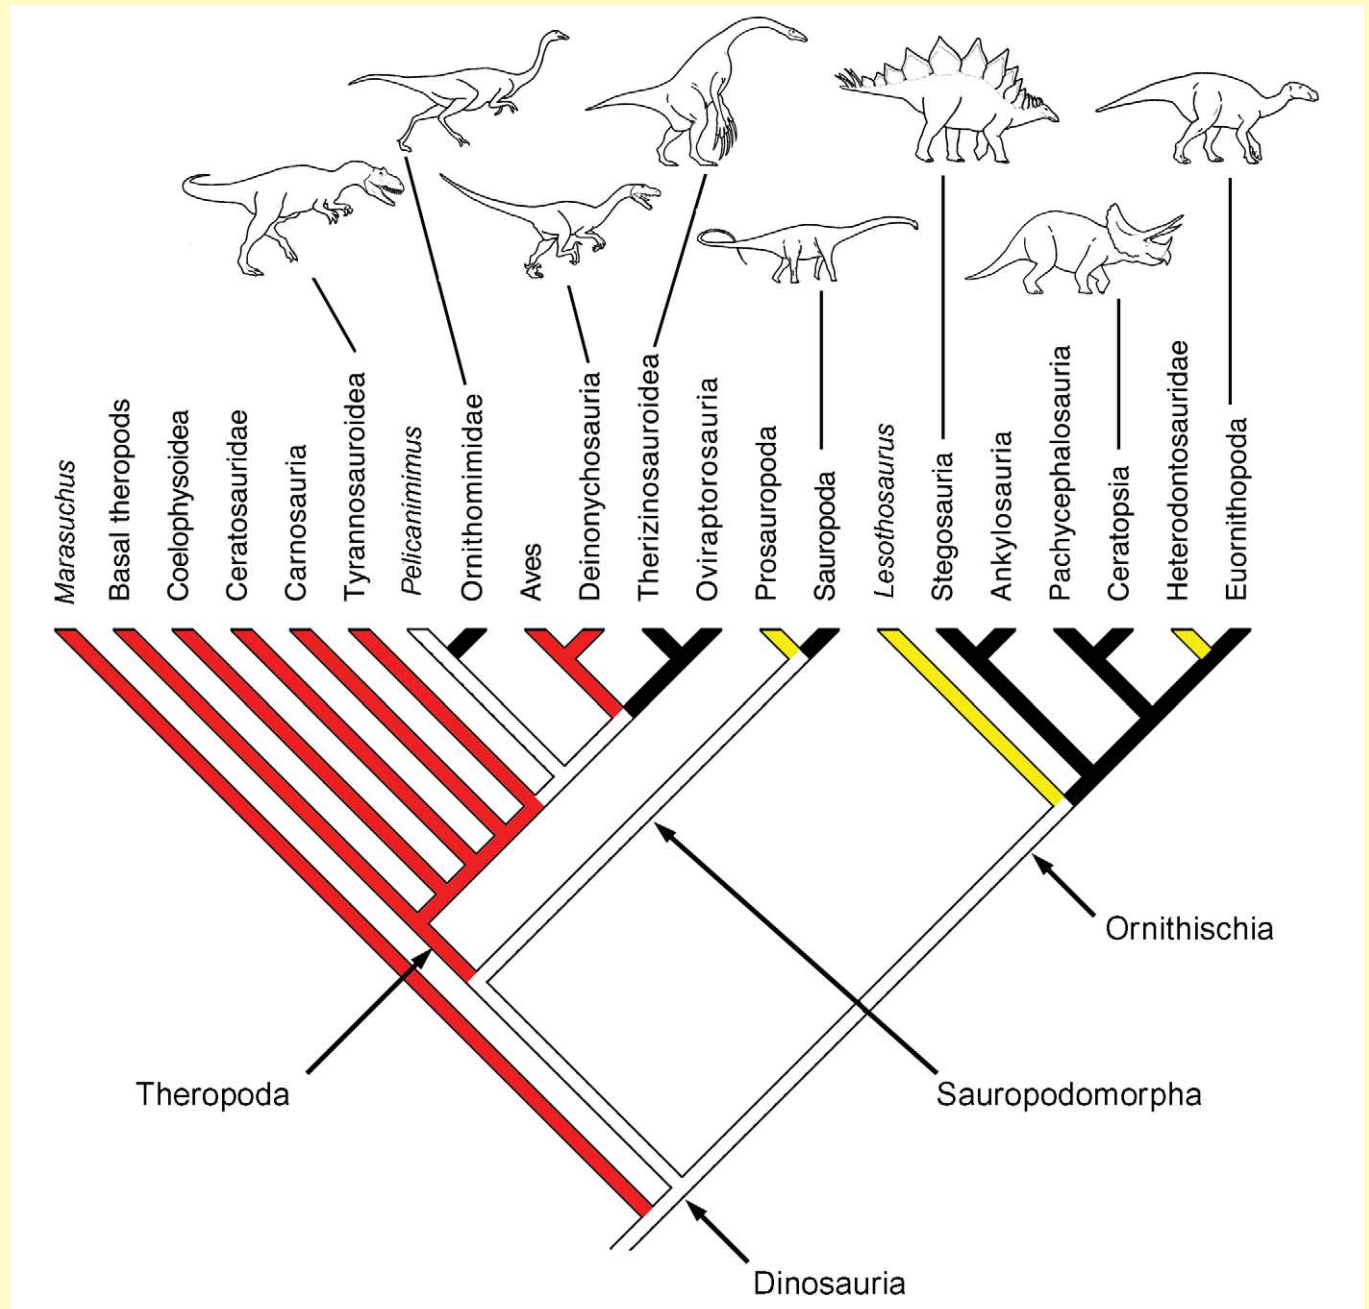 Marasuchus
Basal theropods
Coelophysoidea
Ceratosauridae
Carnosauria
Tyrannosauroidea
Pelicanimimus
Ornithomimidae
Aves
Deinonychosauria
Therizinosauroidea
Oviraptorosauria
Prosauropoda
Sauropoda
Lesothosaurus
Stegosauria
Ankylosauria
Pachycephalosauria
Ceratopsia
Heterodontosauridae
Euornithopoda
Ornithischia
Theropoda
Sauropodomorpha
Dinosauria